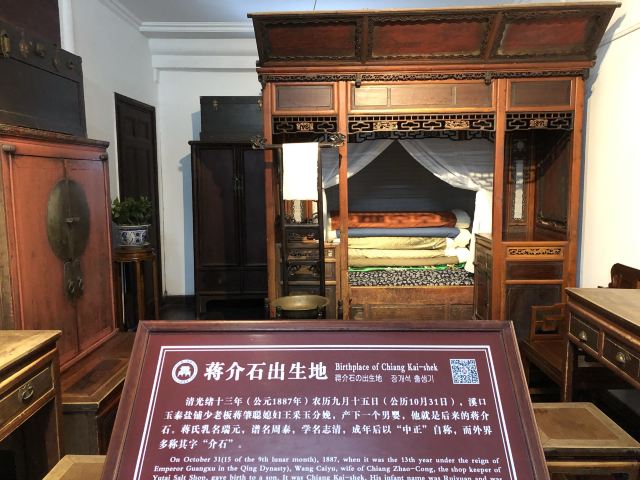 蒋介石出生地
Birthplace of Chiang Kai-shek
蒋介石の出生地 장개석 출생기
清光绪十三年（公元1887年）农历九月十五日（公历10月31日），溪口
玉泰盐铺少老板蒋肇聪媳妇王采玉分娩，产下一个男婴，他就是后来的蒋介
石。蒋氏乳名瑞元，谱名周泰，学名志清，成年后以“中正”自称，而外界
多称其字“介石”。
On October 31(15 of the 9th lunar month), 1887, when it was the 13th year under the reign of
Emperor Guangxu in the Qing Dynasty), Wang Caiyu, wife of Chiang Zhao-Cong, the shop keeper of
Yutai Salt Shop, gave birth to a son. It was Chiang Kai-shek. His infant name was Ruiyuan and was